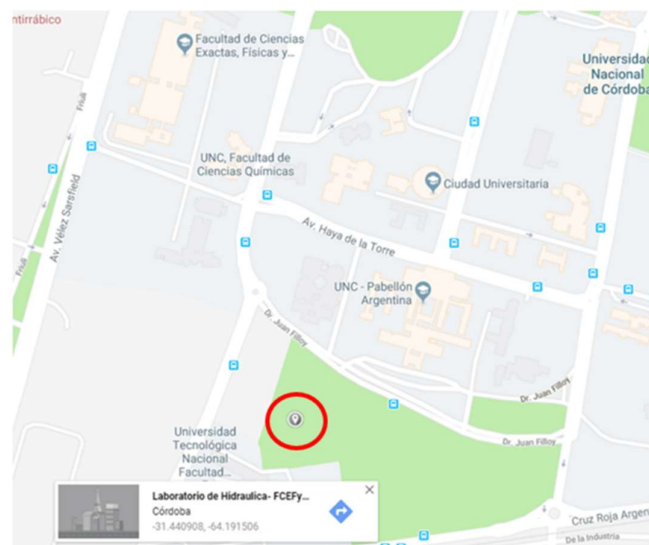 ntirrábico
Facultad de Ciencias
Exactas, Físicas y...
Universidad
Nacional
de Córdoba
Friuli
UNC, Facultad de
Ciencias Químicas
Ciudad Universitaria
Av. Vélez Sarsfield
Av. Haya de la Torre
Friuli
UNC - Pabellón
Argentina
Dr. Juan Filloy
Dr. Juan Filloy
Universidad
Tecnológica
Nacional
Facultad...
Dr. Juan Filloy
Laboratorio de Hidraulica- FCEFy...
Córdoba
-31.440908, -64.191506
Cruz Roja Argen
De la Industria